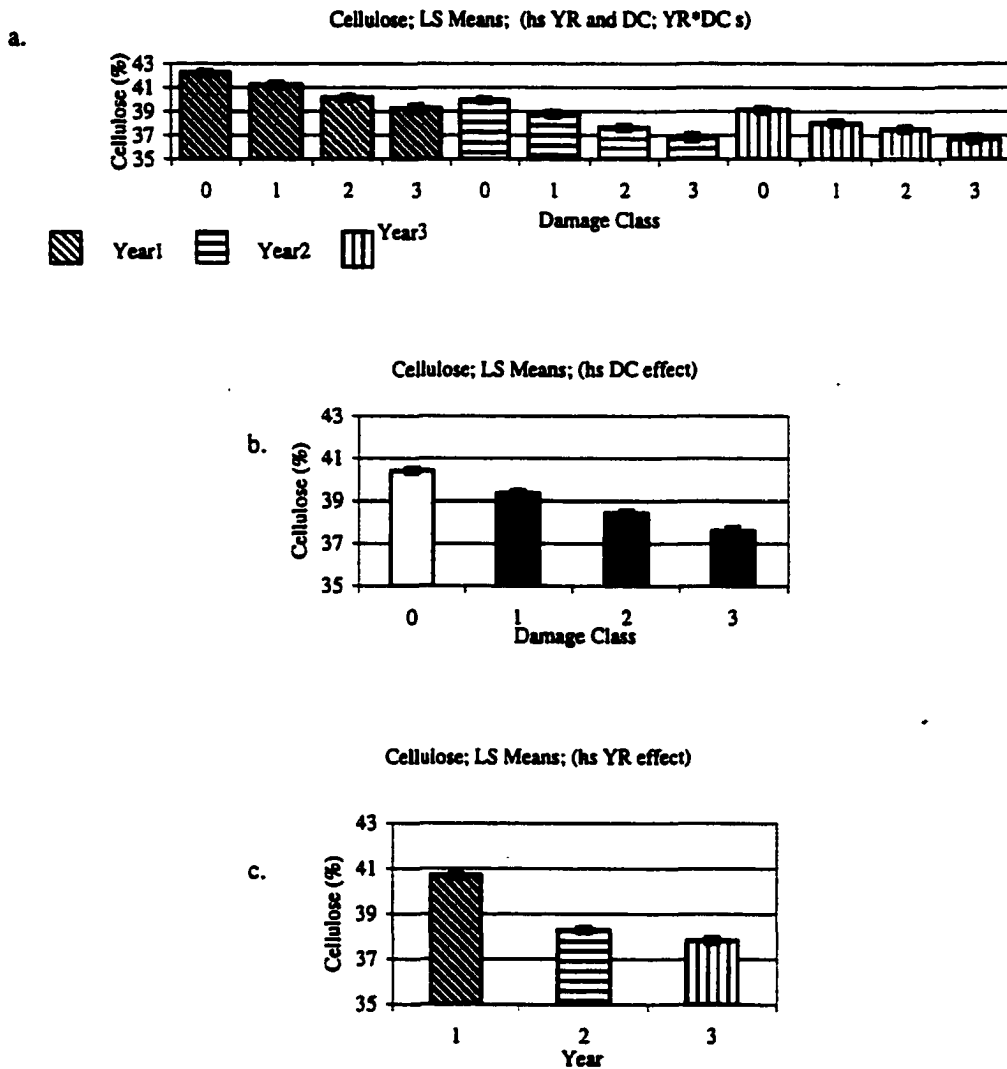 Cellulose; LS Means; (hs YR and DC; YR*DC s)
a.
Cellulose (%)
43
41
39
37
35
0 1 2 3 0 1 2 3 0 1 2 3
Damage Class
Year1 Year2 Year3
Cellulose; LS Means; (hs DC effect)
b.
Cellulose (%)
43
41
39
37
35
0 1 2 3
Damage Class
Cellulose; LS Means; (hs YR effect)
c.
Cellulose (%)
43
41
39
37
35
1 2 3
Year